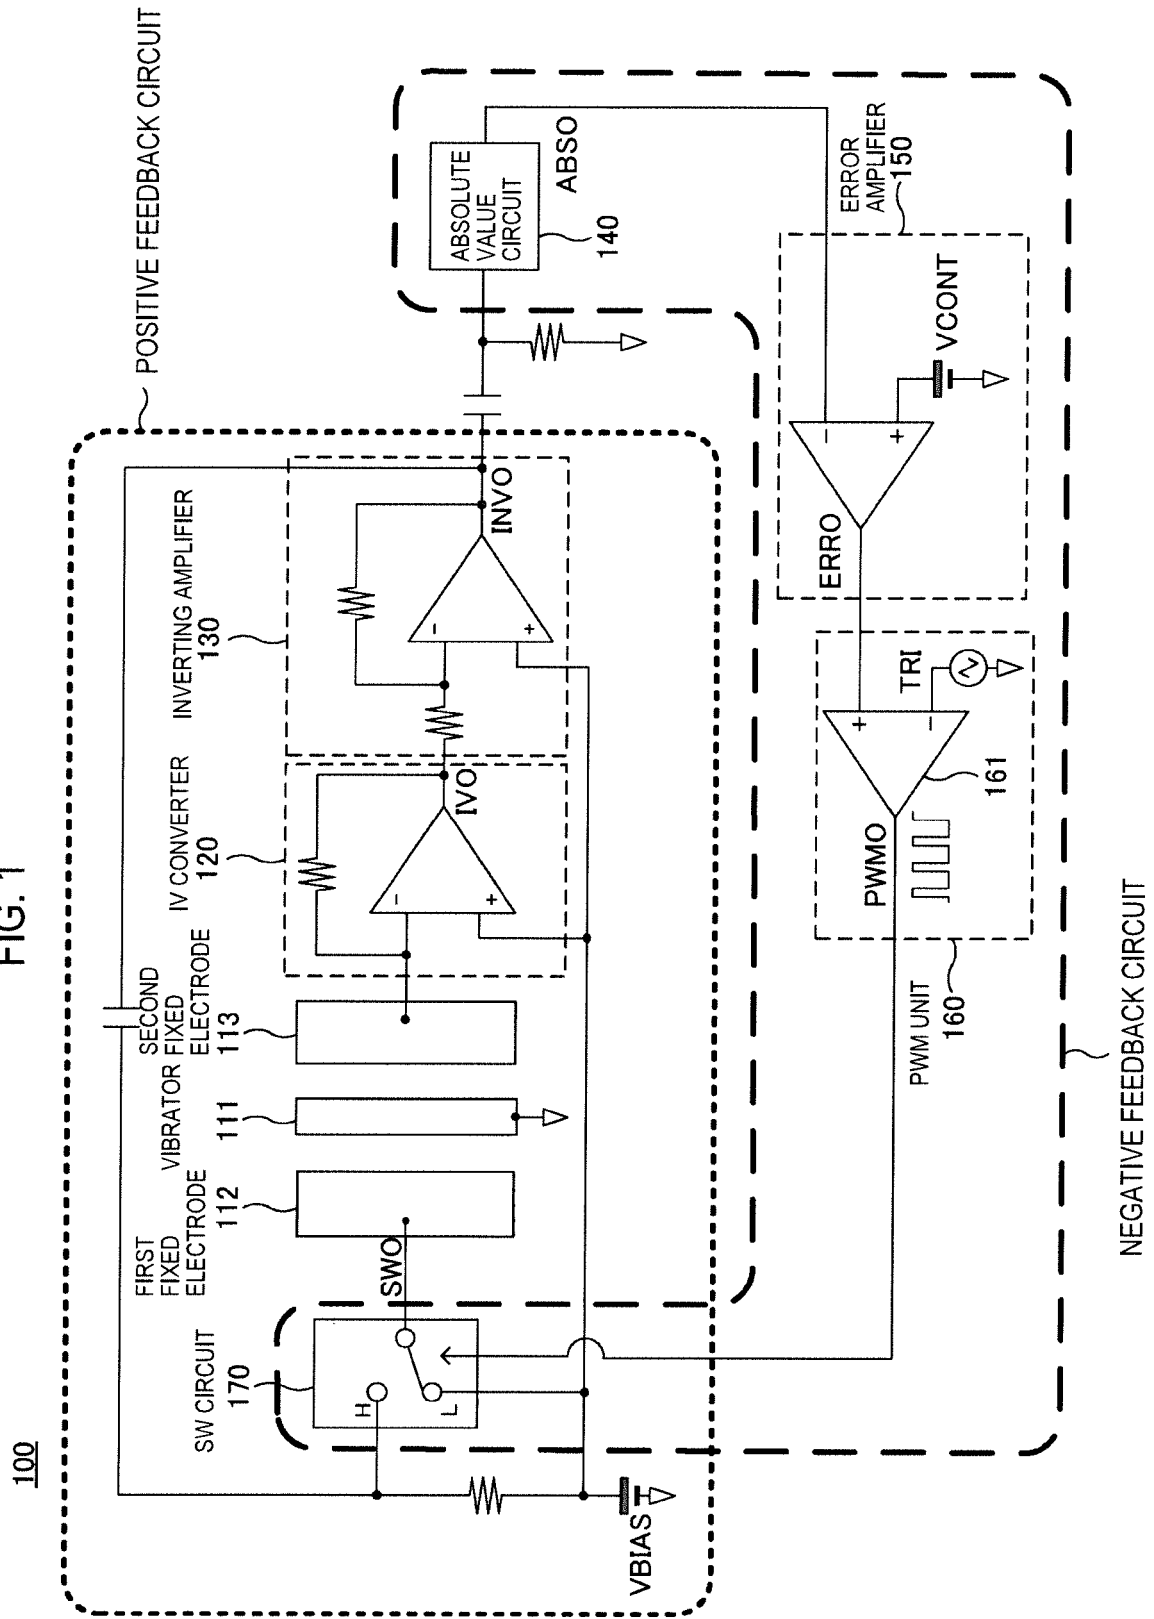 FIG. 1
100
POSITIVE FEEDBACK CIRCUIT
SW CIRCUIT
170
H
L
SWO
FIRST
FIXED
ELECTRODE
112
VIBRATOR
111
SECOND
FIXED
ELECTRODE
113
IV CONVERTER
120
−
+
IVO
INVERTING AMPLIFIER
130
−
+
INVO
VBIAS
ABSOLUTE
VALUE
CIRCUIT
140
ABSO
ERROR
AMPLIFIER
150
−
+
VCONT
ERRO
PWM UNIT
160
+
−
TRI
161
PWMO
NEGATIVE FEEDBACK CIRCUIT